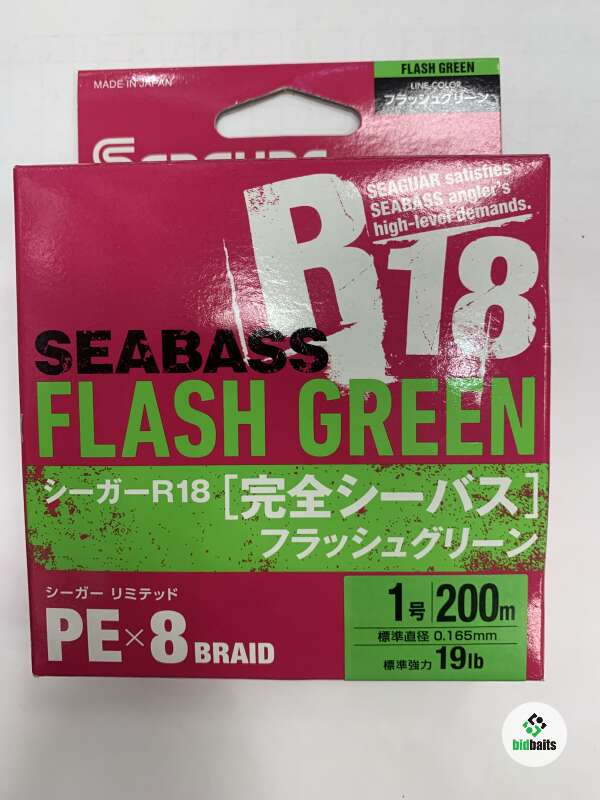 MADE IN JAPAN
FLASH GREEN
LINE COLOR
フラッシュグリーン
SEAGUAR
R18
SEAGUAR satisfies
SEABASS angler's
high-level demands.
SEABASS
FLASH GREEN
シーガーR18 [完全シーバス]
フラッシュグリーン
シーガー リミテッド
PE×8 BRAID
1号 200m
標準直径 0.165mm
標準強力 19lb
bidbaits